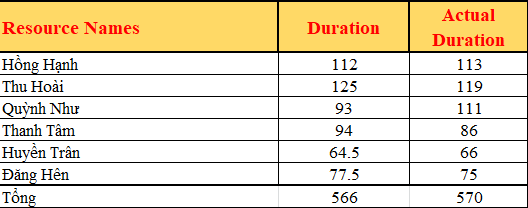 Resource Names Duration Actual Duration
Hồng Hạnh 112 113
Thu Hoài 125 119
Quỳnh Như 93 111
Thanh Tâm 94 86
Huyền Trân 64.5 66
Đăng Hên 77.5 75
Tổng 566 570